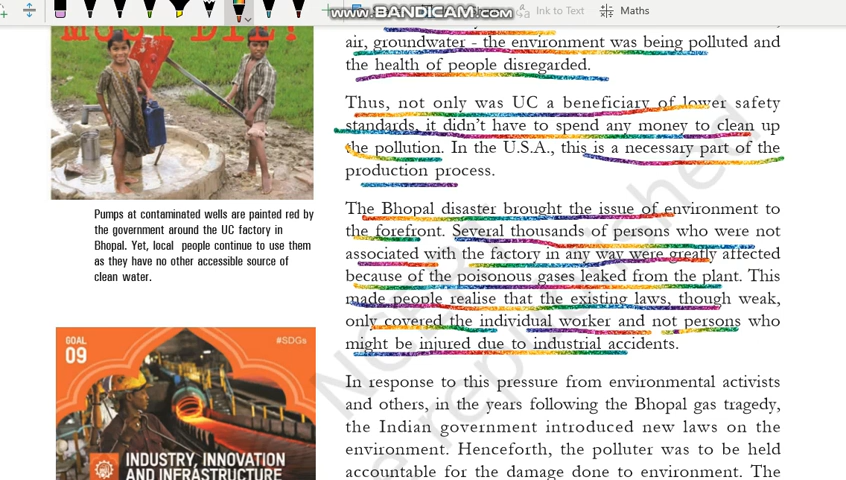 www.BANDICAM.com
Ink to Text
Maths
MUST DIE!
air, groundwater - the environment was being polluted and
the health of people disregarded.
Thus, not only was UC a beneficiary of lower safety
standards, it didn't have to spend any money to clean up
the pollution. In the U.S.A., this is a necessary part of the
production process.
The Bhopal disaster brought the issue of environment to
the forefront. Several thousands of persons who were not
associated with the factory in any way were greatly affected
because of the poisonous gases leaked from the plant. This
made people realise that the existing laws, though weak,
only covered the individual worker and not persons who
might be injured due to industrial accidents.
In response to this pressure from environmental activists
and others, in the years following the Bhopal gas tragedy,
the Indian government introduced new laws on the
environment. Henceforth, the polluter was to be held
accountable for the damage done to environment. The
Pumps at contaminated wells are painted red by
the government around the UC factory in
Bhopal. Yet, local people continue to use them
as they have no other accessible source of
clean water.
GOAL
09
#SDGs
INDUSTRY, INNOVATION
AND INFRASTRUCTURE